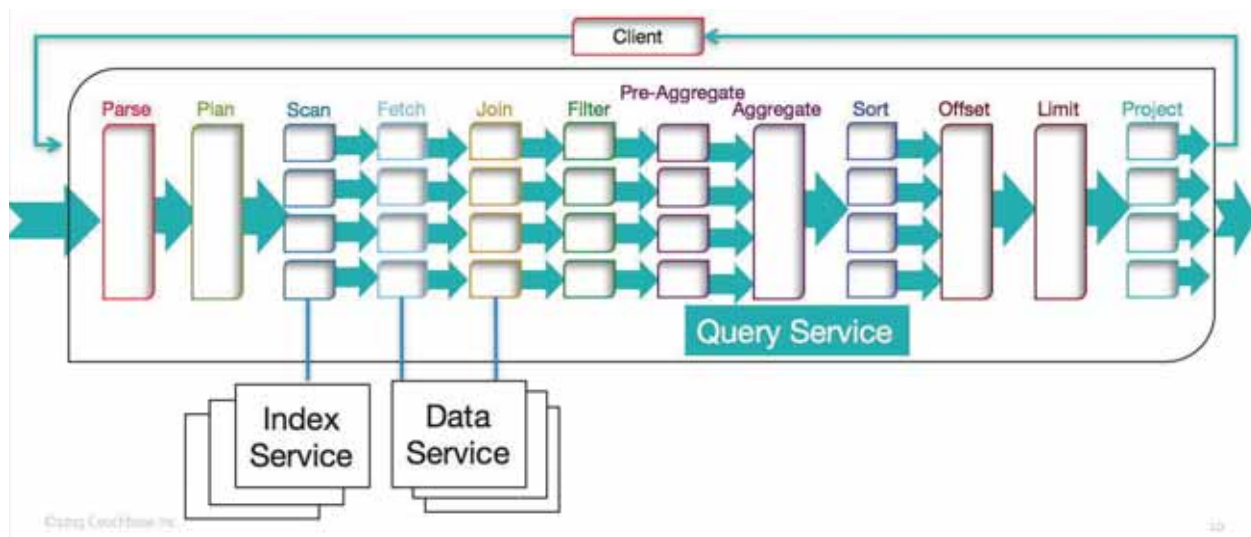 Client
Parse
Plan
Scan
Fetch
Join
Filter
Pre-Aggregate
Aggregate
Sort
Offset
Limit
Project
Query Service
Index
Service
Data
Service
Inc.